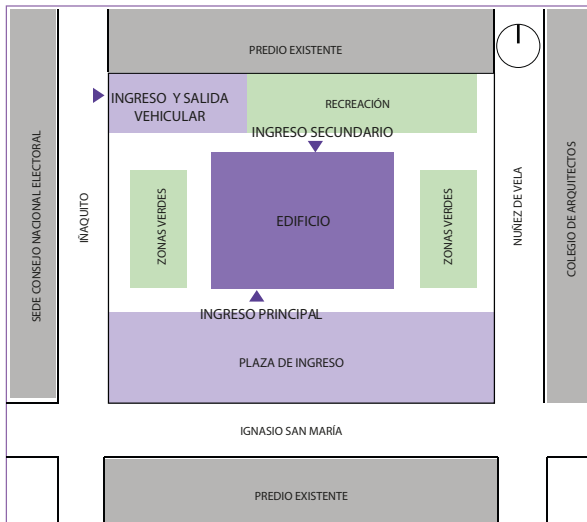 PREDIO EXISTENTE
INGRESO Y SALIDA
VEHICULAR
RECREACIÓN
INGRESO SECUNDARIO
SEDE CONSEJO NACIONAL ELECTORAL
IÑAQUITO
ZONAS VERDES
EDIFICIO
ZONAS VERDES
NUÑEZ DE VELA
COLEGIO DE ARQUITECTOS
INGRESO PRINCIPAL
PLAZA DE INGRESO
IGNASIO SAN MARÍA
PREDIO EXISTENTE